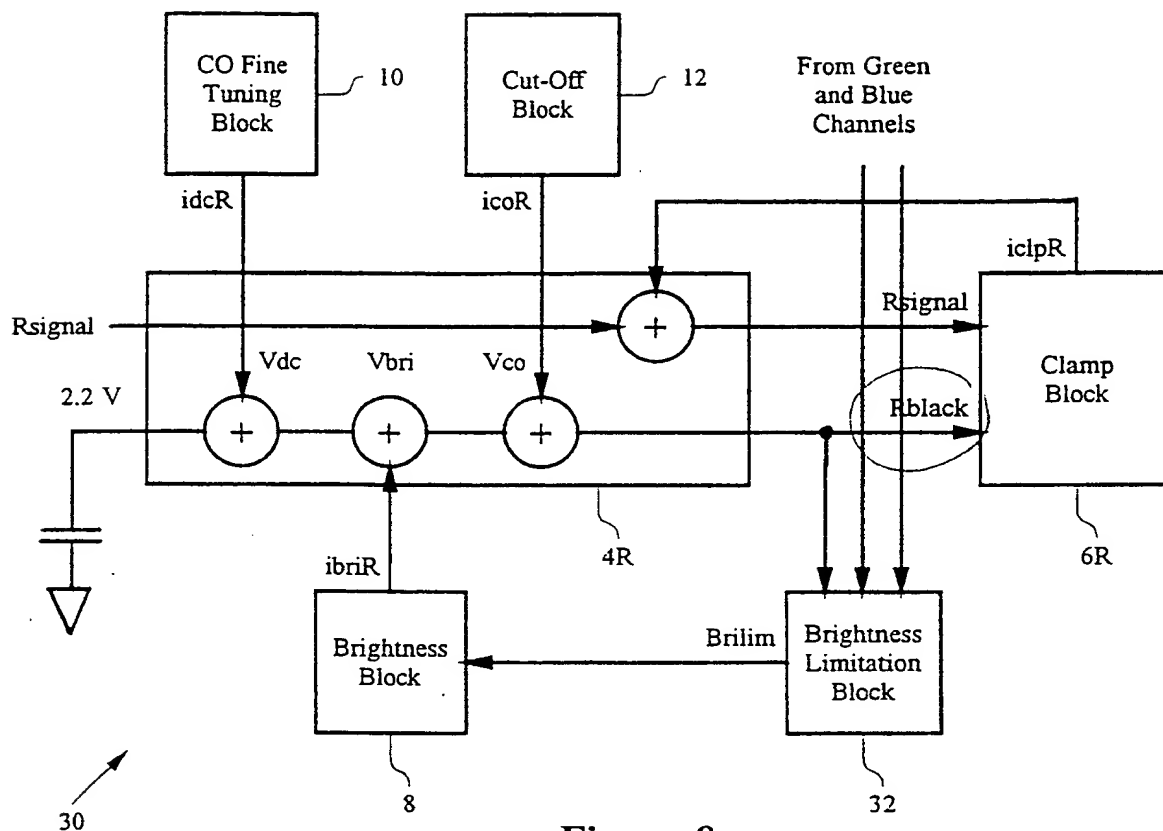 CO Fine
Tuning
Block
10
Cut-Off
Block
12
From Green
and Blue
Channels
idcR
icoR
iclpR
Rsignal
Rsignal
Vdc
Vbri
Vco
2.2 V
+
+
+
+
Rblack
Clamp
Block
4R
6R
ibriR
Brightness
Block
Brilim
Brightness
Limitation
Block
8
32
30